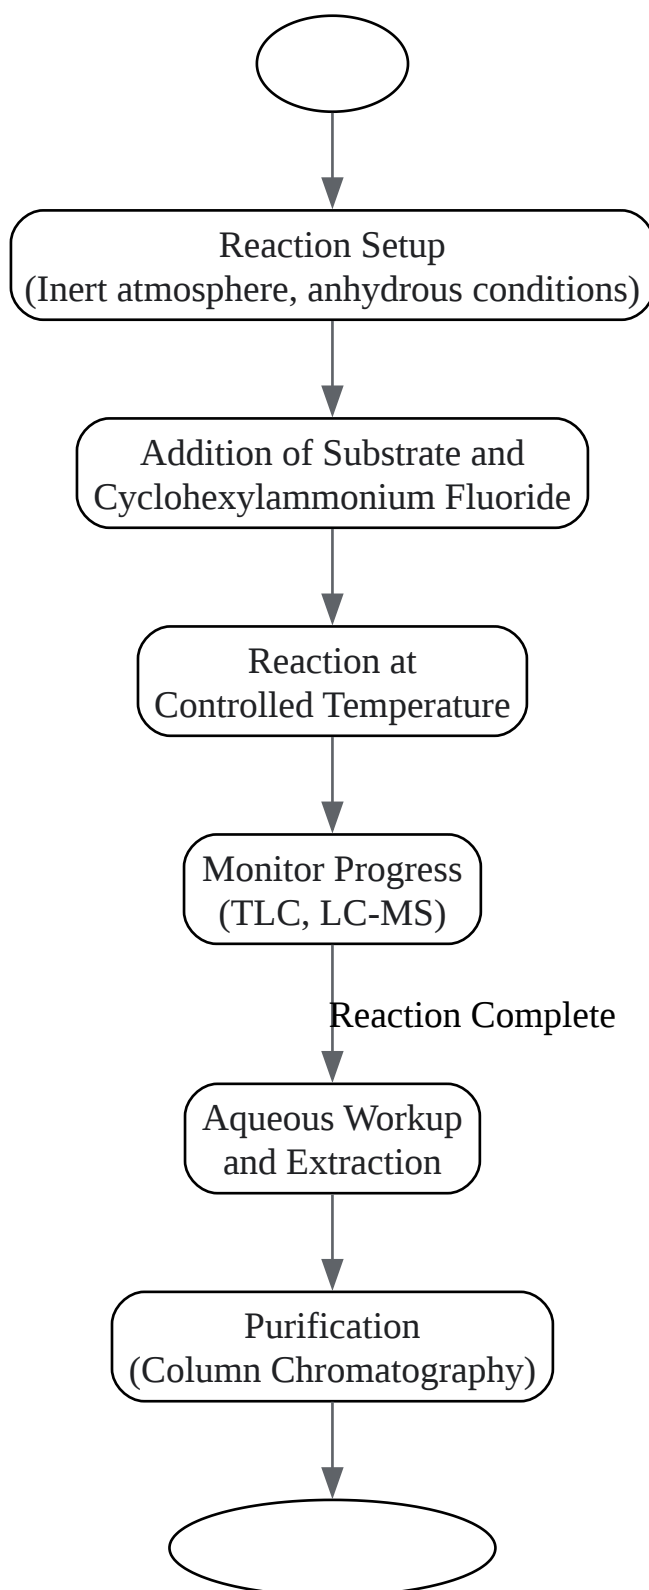 Reaction Setup
(Inert atmosphere, anhydrous conditions)
Addition of Substrate and
Cyclohexylammonium Fluoride
Reaction at
Controlled Temperature
Monitor Progress
(TLC, LC-MS)
Reaction Complete
Aqueous Workup
and Extraction
Purification
(Column Chromatography)